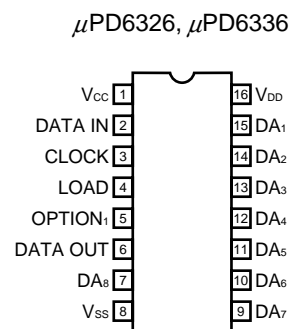 μPD6326, μPD6336
VCC 1 16 VDD
DATA IN 2 15 DA1
CLOCK 3 14 DA2
LOAD 4 13 DA3
OPTION1 5 12 DA4
DATA OUT 6 11 DA5
DA8 7 10 DA6
VSS 8 9 DA7